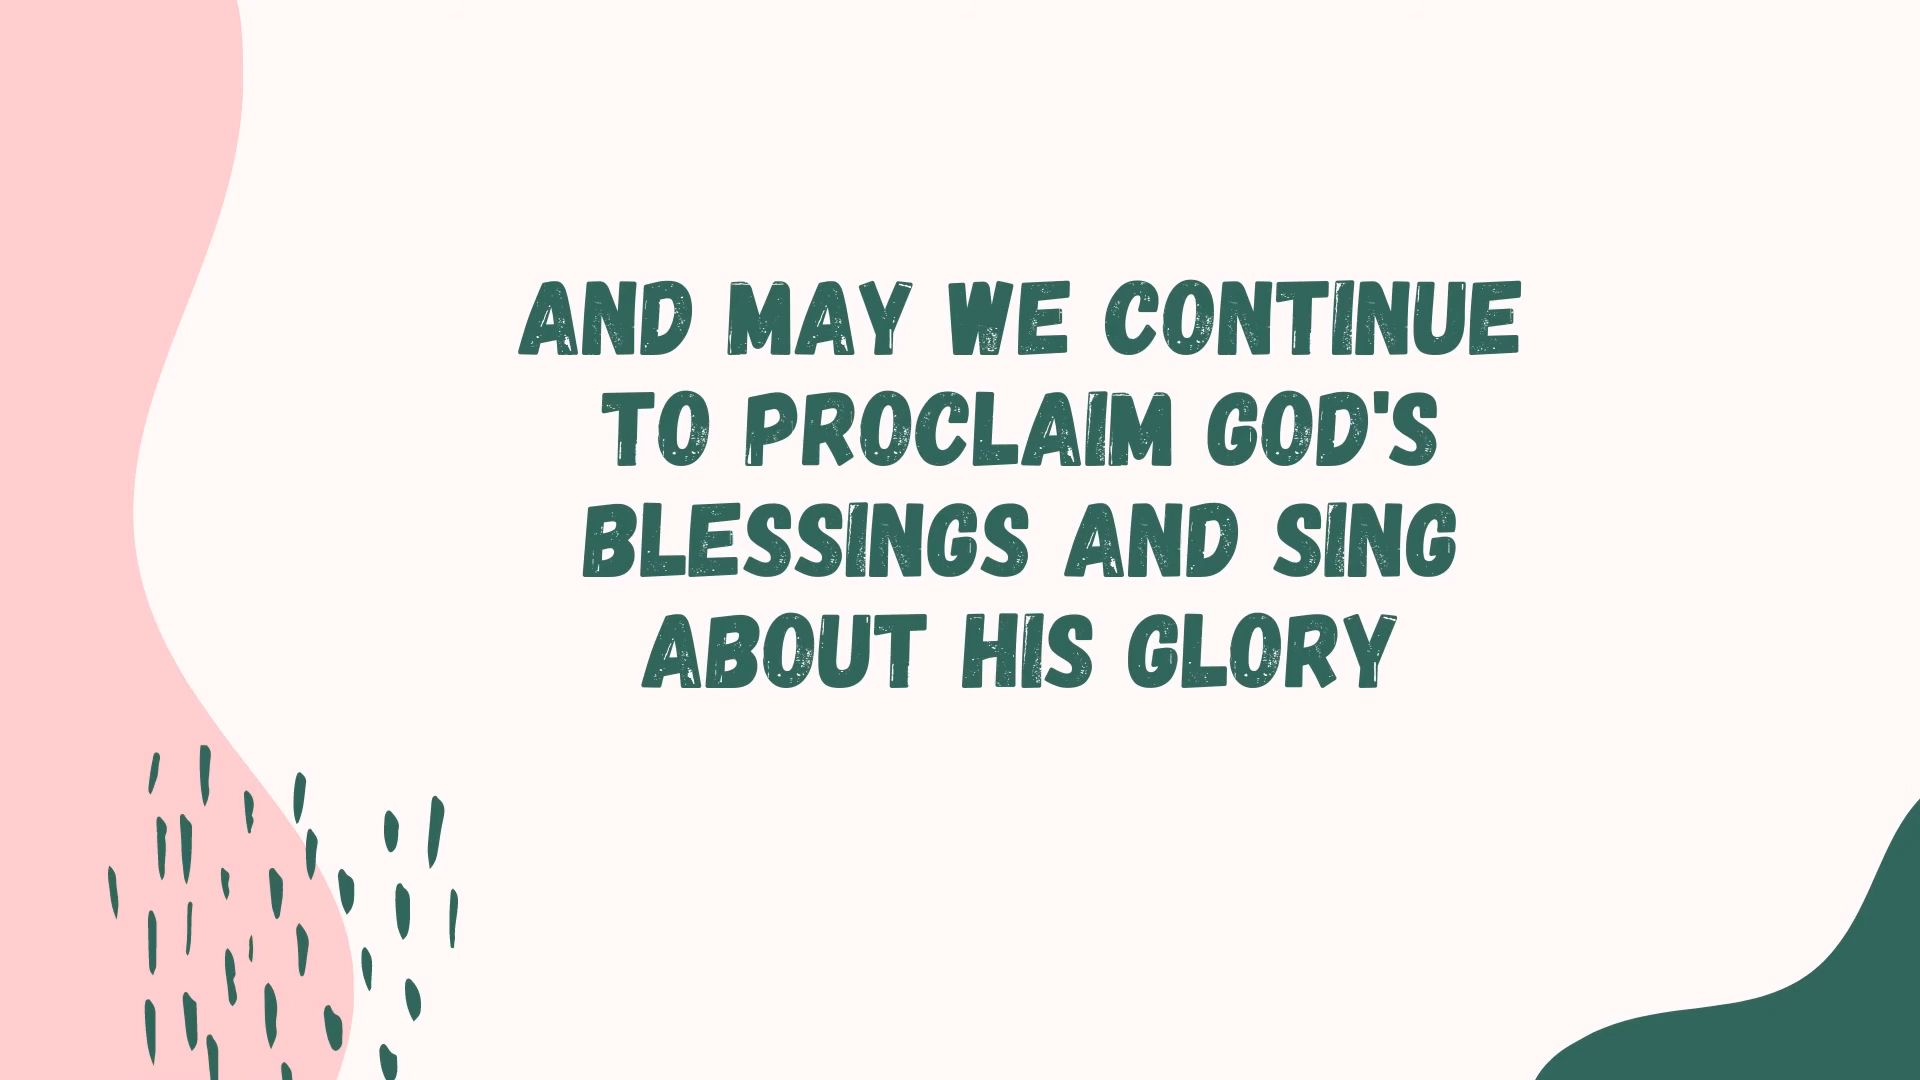 AND MAY WE CONTINUE
TO PROCLAIM GOD'S
BLESSINGS AND SING
ABOUT HIS GLORY